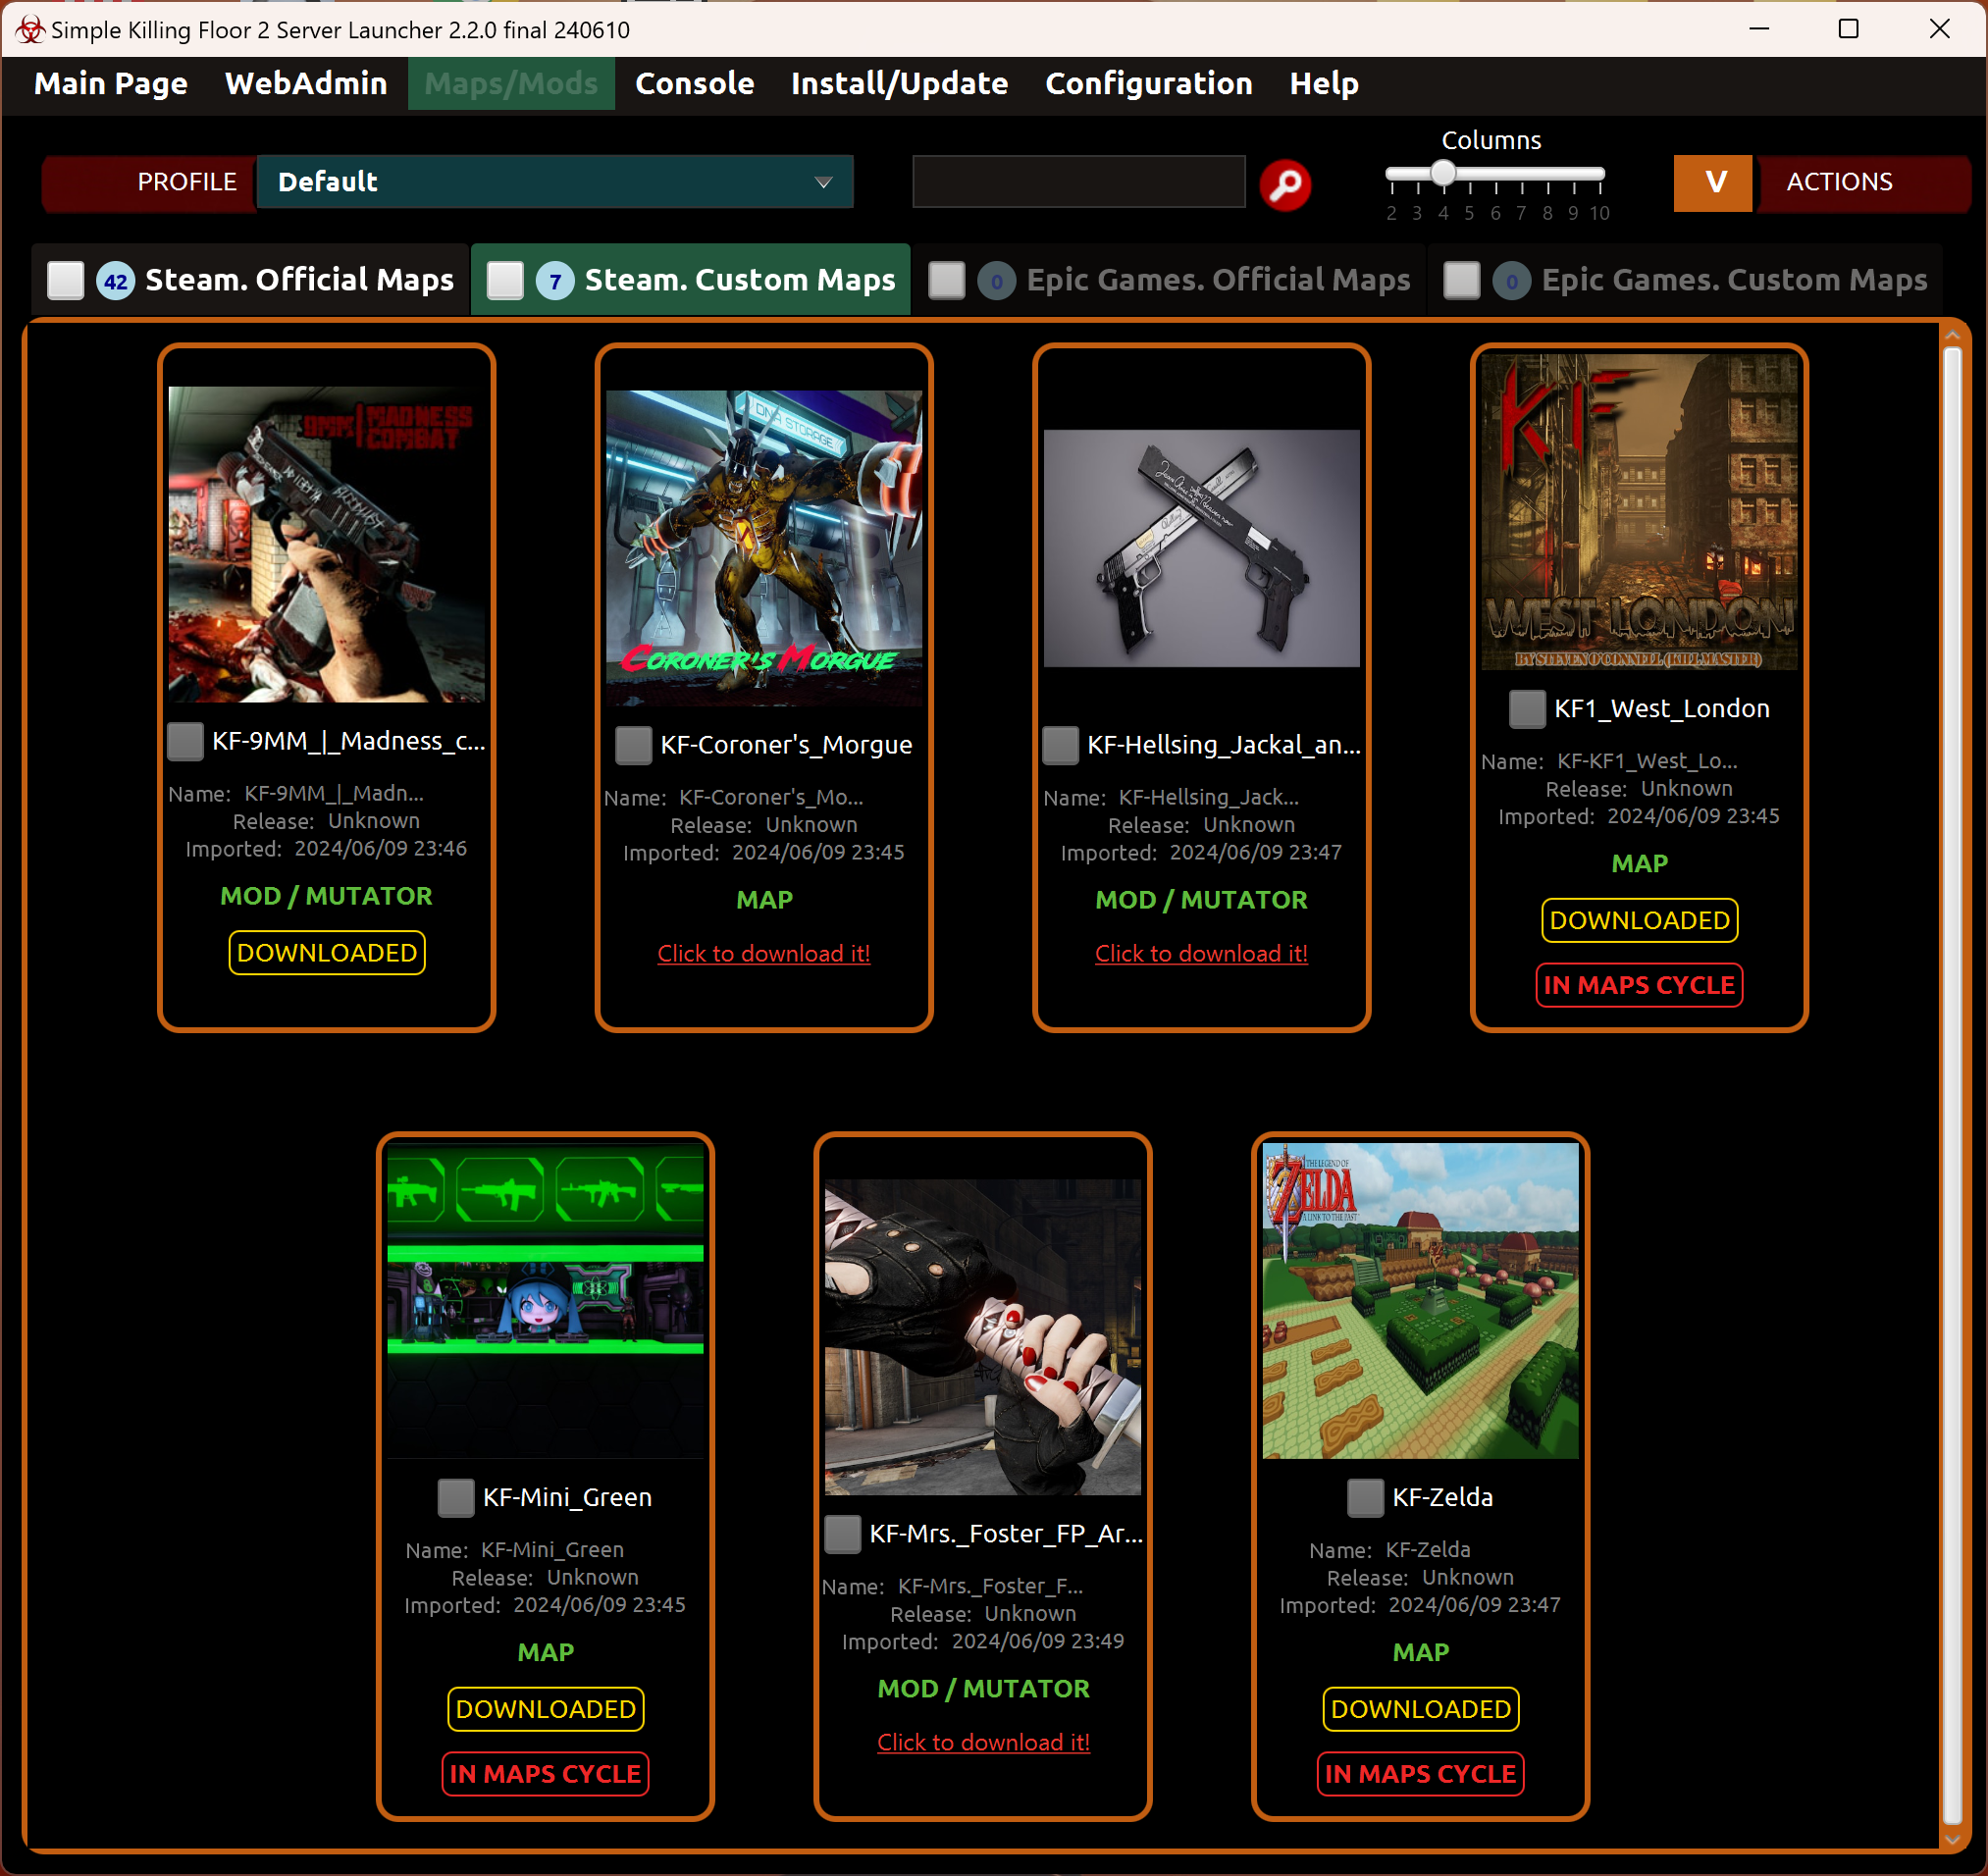 Simple Killing Floor 2 Server Launcher 2.2.0 final 240610
Main Page WebAdmin Maps/Mods Console Install/Update Configuration Help
Columns
PROFILE Default V ACTIONS
2 3 4 5 6 7 8 9 10
42 Steam. Official Maps 7 Steam. Custom Maps 0 Epic Games. Official Maps 0 Epic Games. Custom Maps
9MM | MADNESS
COMBAT
KF-9MM_|_Madness_c...
Name: KF-9MM_|_Madn...
Release: Unknown
Imported: 2024/06/09 23:46
MOD / MUTATOR
DOWNLOADED
DNA STORAGE
CORONER'S MORGUE
KF-Coroner's_Morgue
Name: KF-Coroner's_Mo...
Release: Unknown
Imported: 2024/06/09 23:45
MAP
Click to download it!
KF-Hellsing_Jackal_an...
Name: KF-Hellsing_Jack...
Release: Unknown
Imported: 2024/06/09 23:47
MOD / MUTATOR
Click to download it!
KF
WEST LONDON
BY STEVEN O'CONNELL (KILL MASTER)
KF1_West_London
Name: KF-KF1_West_Lo...
Release: Unknown
Imported: 2024/06/09 23:45
MAP
DOWNLOADED
IN MAPS CYCLE
KF-Mini_Green
Name: KF-Mini_Green
Release: Unknown
Imported: 2024/06/09 23:45
MAP
DOWNLOADED
IN MAPS CYCLE
KF-Mrs._Foster_FP_Ar...
Name: KF-Mrs._Foster_F...
Release: Unknown
Imported: 2024/06/09 23:49
MOD / MUTATOR
Click to download it!
THE LEGEND OF
ZELDA
A LINK TO THE PAST
KF-Zelda
Name: KF-Zelda
Release: Unknown
Imported: 2024/06/09 23:47
MAP
DOWNLOADED
IN MAPS CYCLE